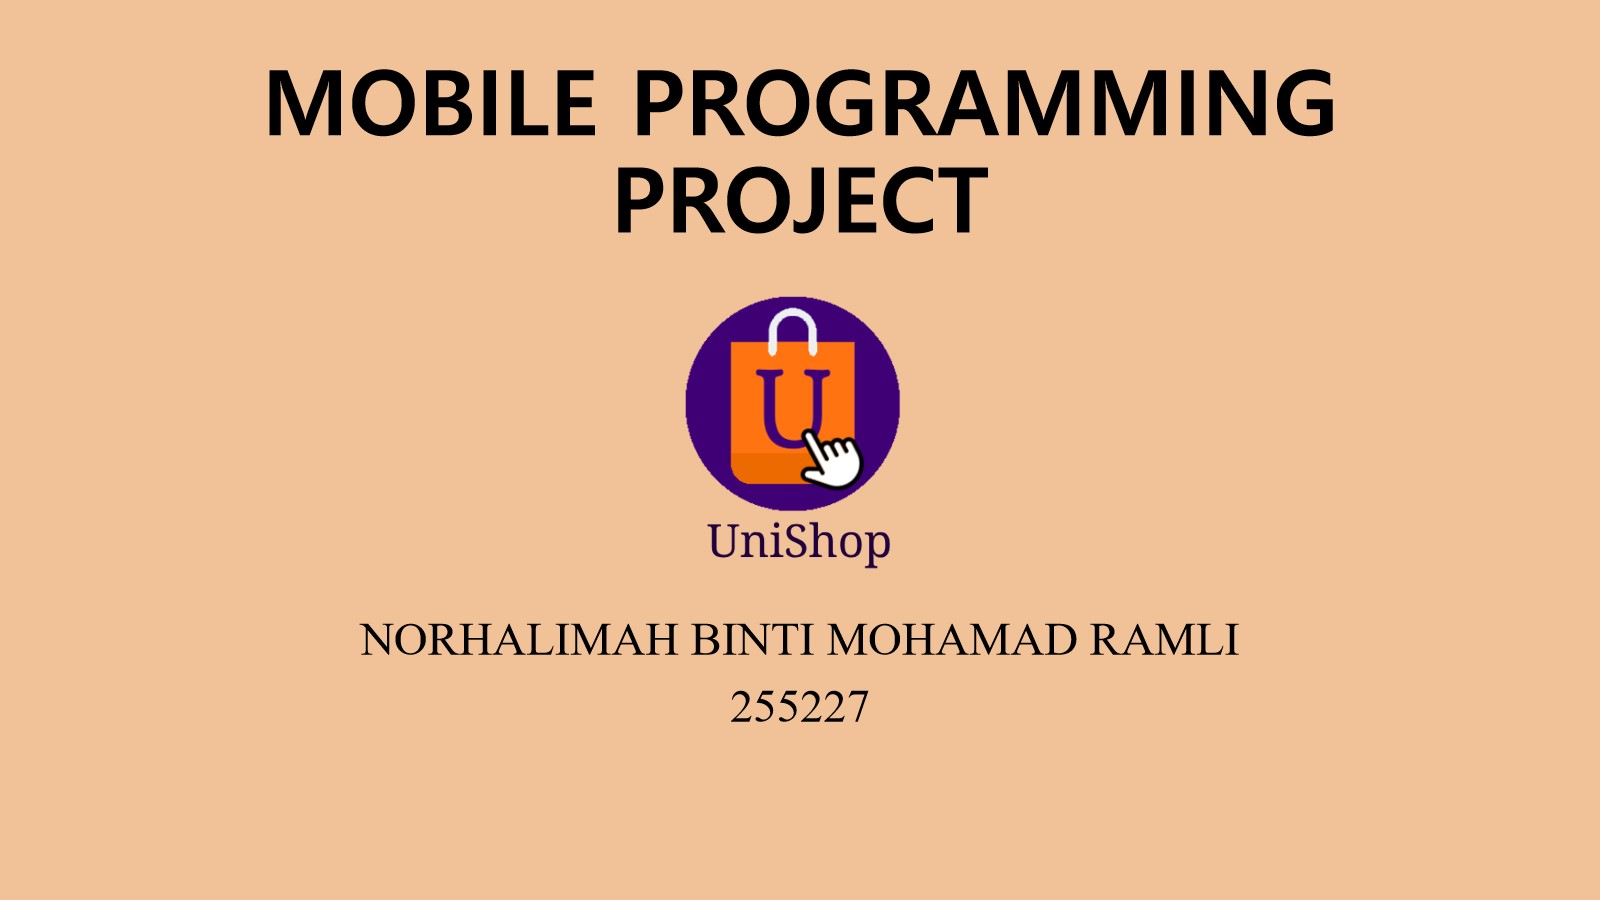 MOBILE PROGRAMMING
PROJECT
U
UniShop
NORHALIMAH BINTI MOHAMAD RAMLI
255227